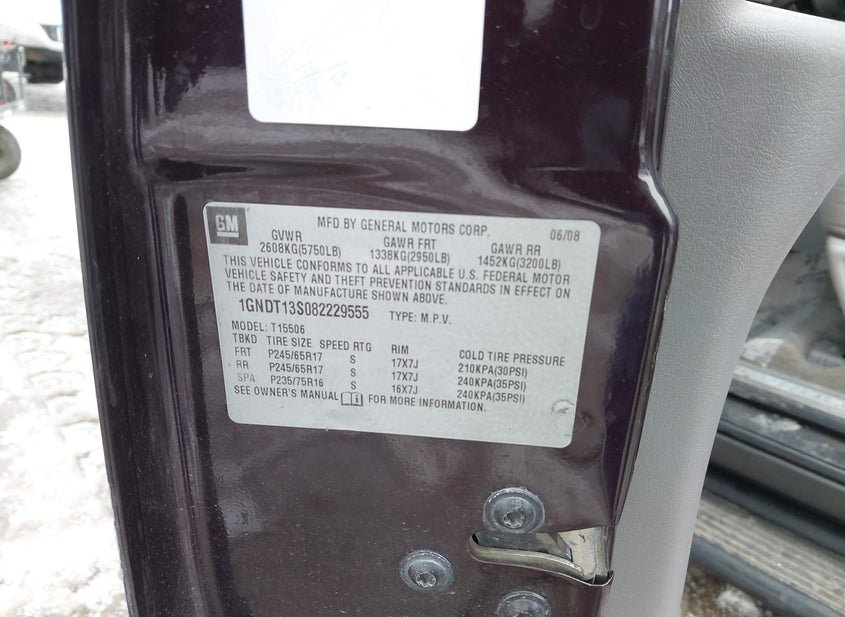 GM
MFD BY GENERAL MOTORS CORP. 06/08
GVWR GAWR FRT GAWR RR
2608KG(5750LB) 1338KG(2950LB) 1452KG(3200LB)
THIS VEHICLE CONFORMS TO ALL APPLICABLE U.S. FEDERAL MOTOR
VEHICLE SAFETY AND THEFT PREVENTION STANDARDS IN EFFECT ON
THE DATE OF MANUFACTURE SHOWN ABOVE.
1GNDT13S082229555 TYPE: M.P.V.
MODEL: T15506
TBKD TIRE SIZE SPEED RTG RIM COLD TIRE PRESSURE
FRT P245/65R17 S 17X7J 210KPA(30PSI)
RR P245/65R17 S 17X7J 240KPA(35PSI)
SPA P235/75R16 S 16X7J 240KPA(35PSI)
SEE OWNER'S MANUAL FOR MORE INFORMATION.